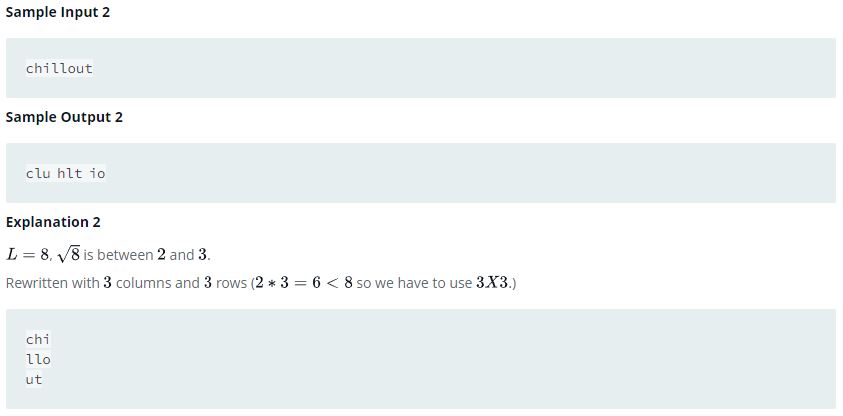 Sample Input 2
chillout
Sample Output 2
clu hlt io
Explanation 2
L = 8, √8 is between 2 and 3.
Rewritten with 3 columns and 3 rows (2 * 3 = 6 < 8 so we have to use 3X3.)
chi
llo
ut